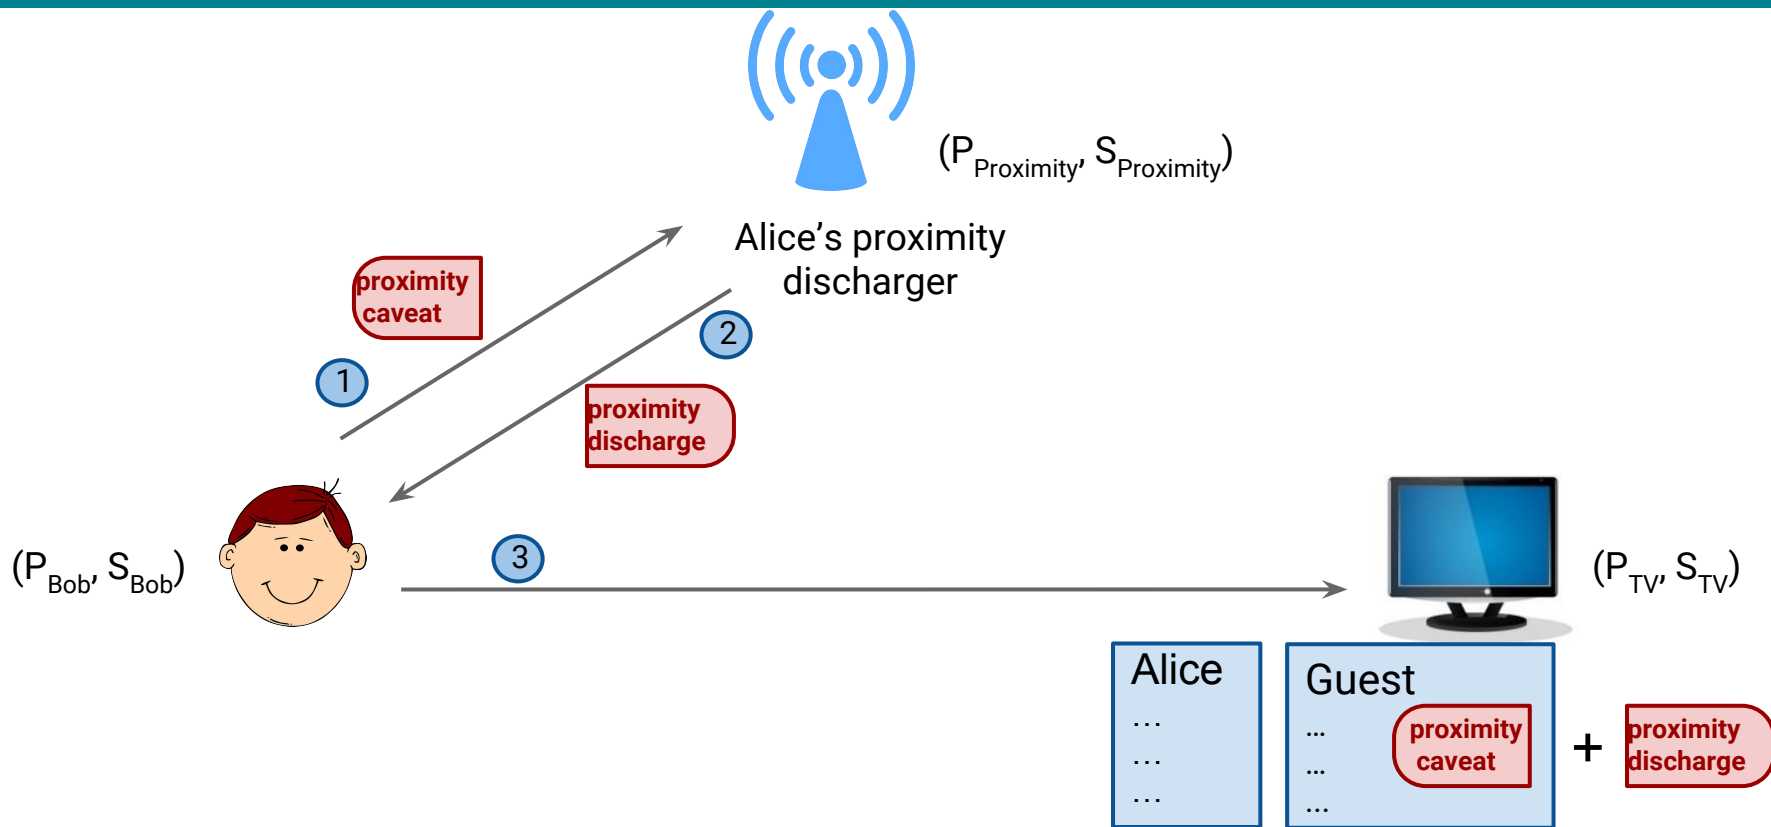 (P_Proximity, S_Proximity)
Alice’s proximity
discharger
proximity
caveat
1
2
proximity
discharge
(P_Bob, S_Bob)
3
(P_TV, S_TV)
Alice
...
...
...
Guest
...
...
...
proximity
caveat
+
proximity
discharge